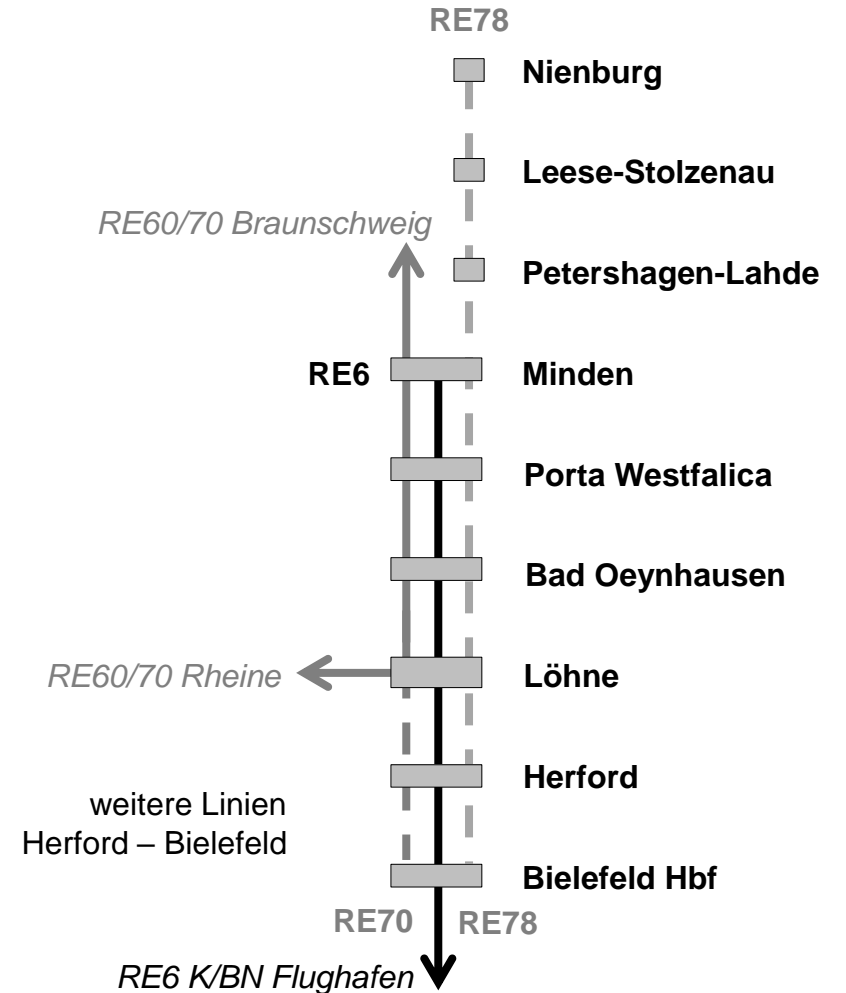 RE78
Nienburg
Leese-Stolzenau
RE60/70 Braunschweig
Petershagen-Lahde
RE6
Minden
Porta Westfalica
Bad Oeynhausen
RE60/70 Rheine
Löhne
Herford
weitere Linien
Herford – Bielefeld
Bielefeld Hbf
RE70
RE78
RE6 K/BN Flughafen